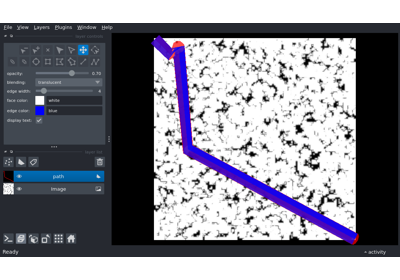 File View Layers Plugins Window Help
opacity: 0.70
blending: translucent
edge width:
face color: white
edge color: blue
display text:
path
Image
Ready activity